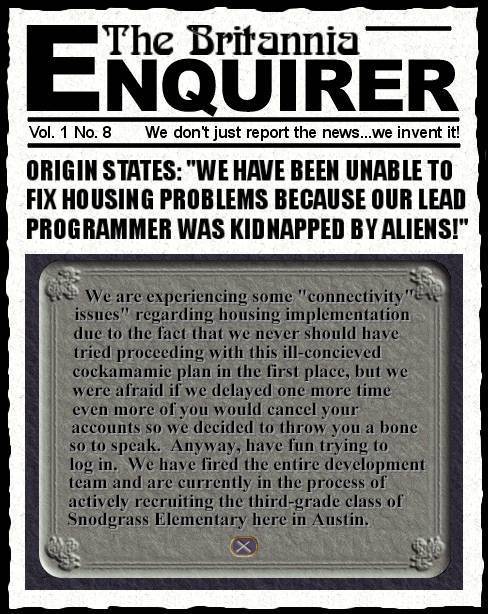 The Britannia
ENQUIRER
Vol. 1 No. 8 We don't just report the news...we invent it!
ORIGIN STATES: "WE HAVE BEEN UNABLE TO
FIX HOUSING PROBLEMS BECAUSE OUR LEAD
PROGRAMMER WAS KIDNAPPED BY ALIENS!"
We are experiencing some "connectivity"
issues" regarding housing implementation
due to the fact that we never should have
tried proceeding with this ill-concieved
cockamamie plan in the first place, but we
were afraid if we delayed one more time
even more of you would cancel your
accounts so we decided to throw you a bone
so to speak. Anyway, have fun trying to
log in. We have fired the entire development
team and are currently in the process of
actively recruiting the third-grade class of
Snodgrass Elementary here in Austin.